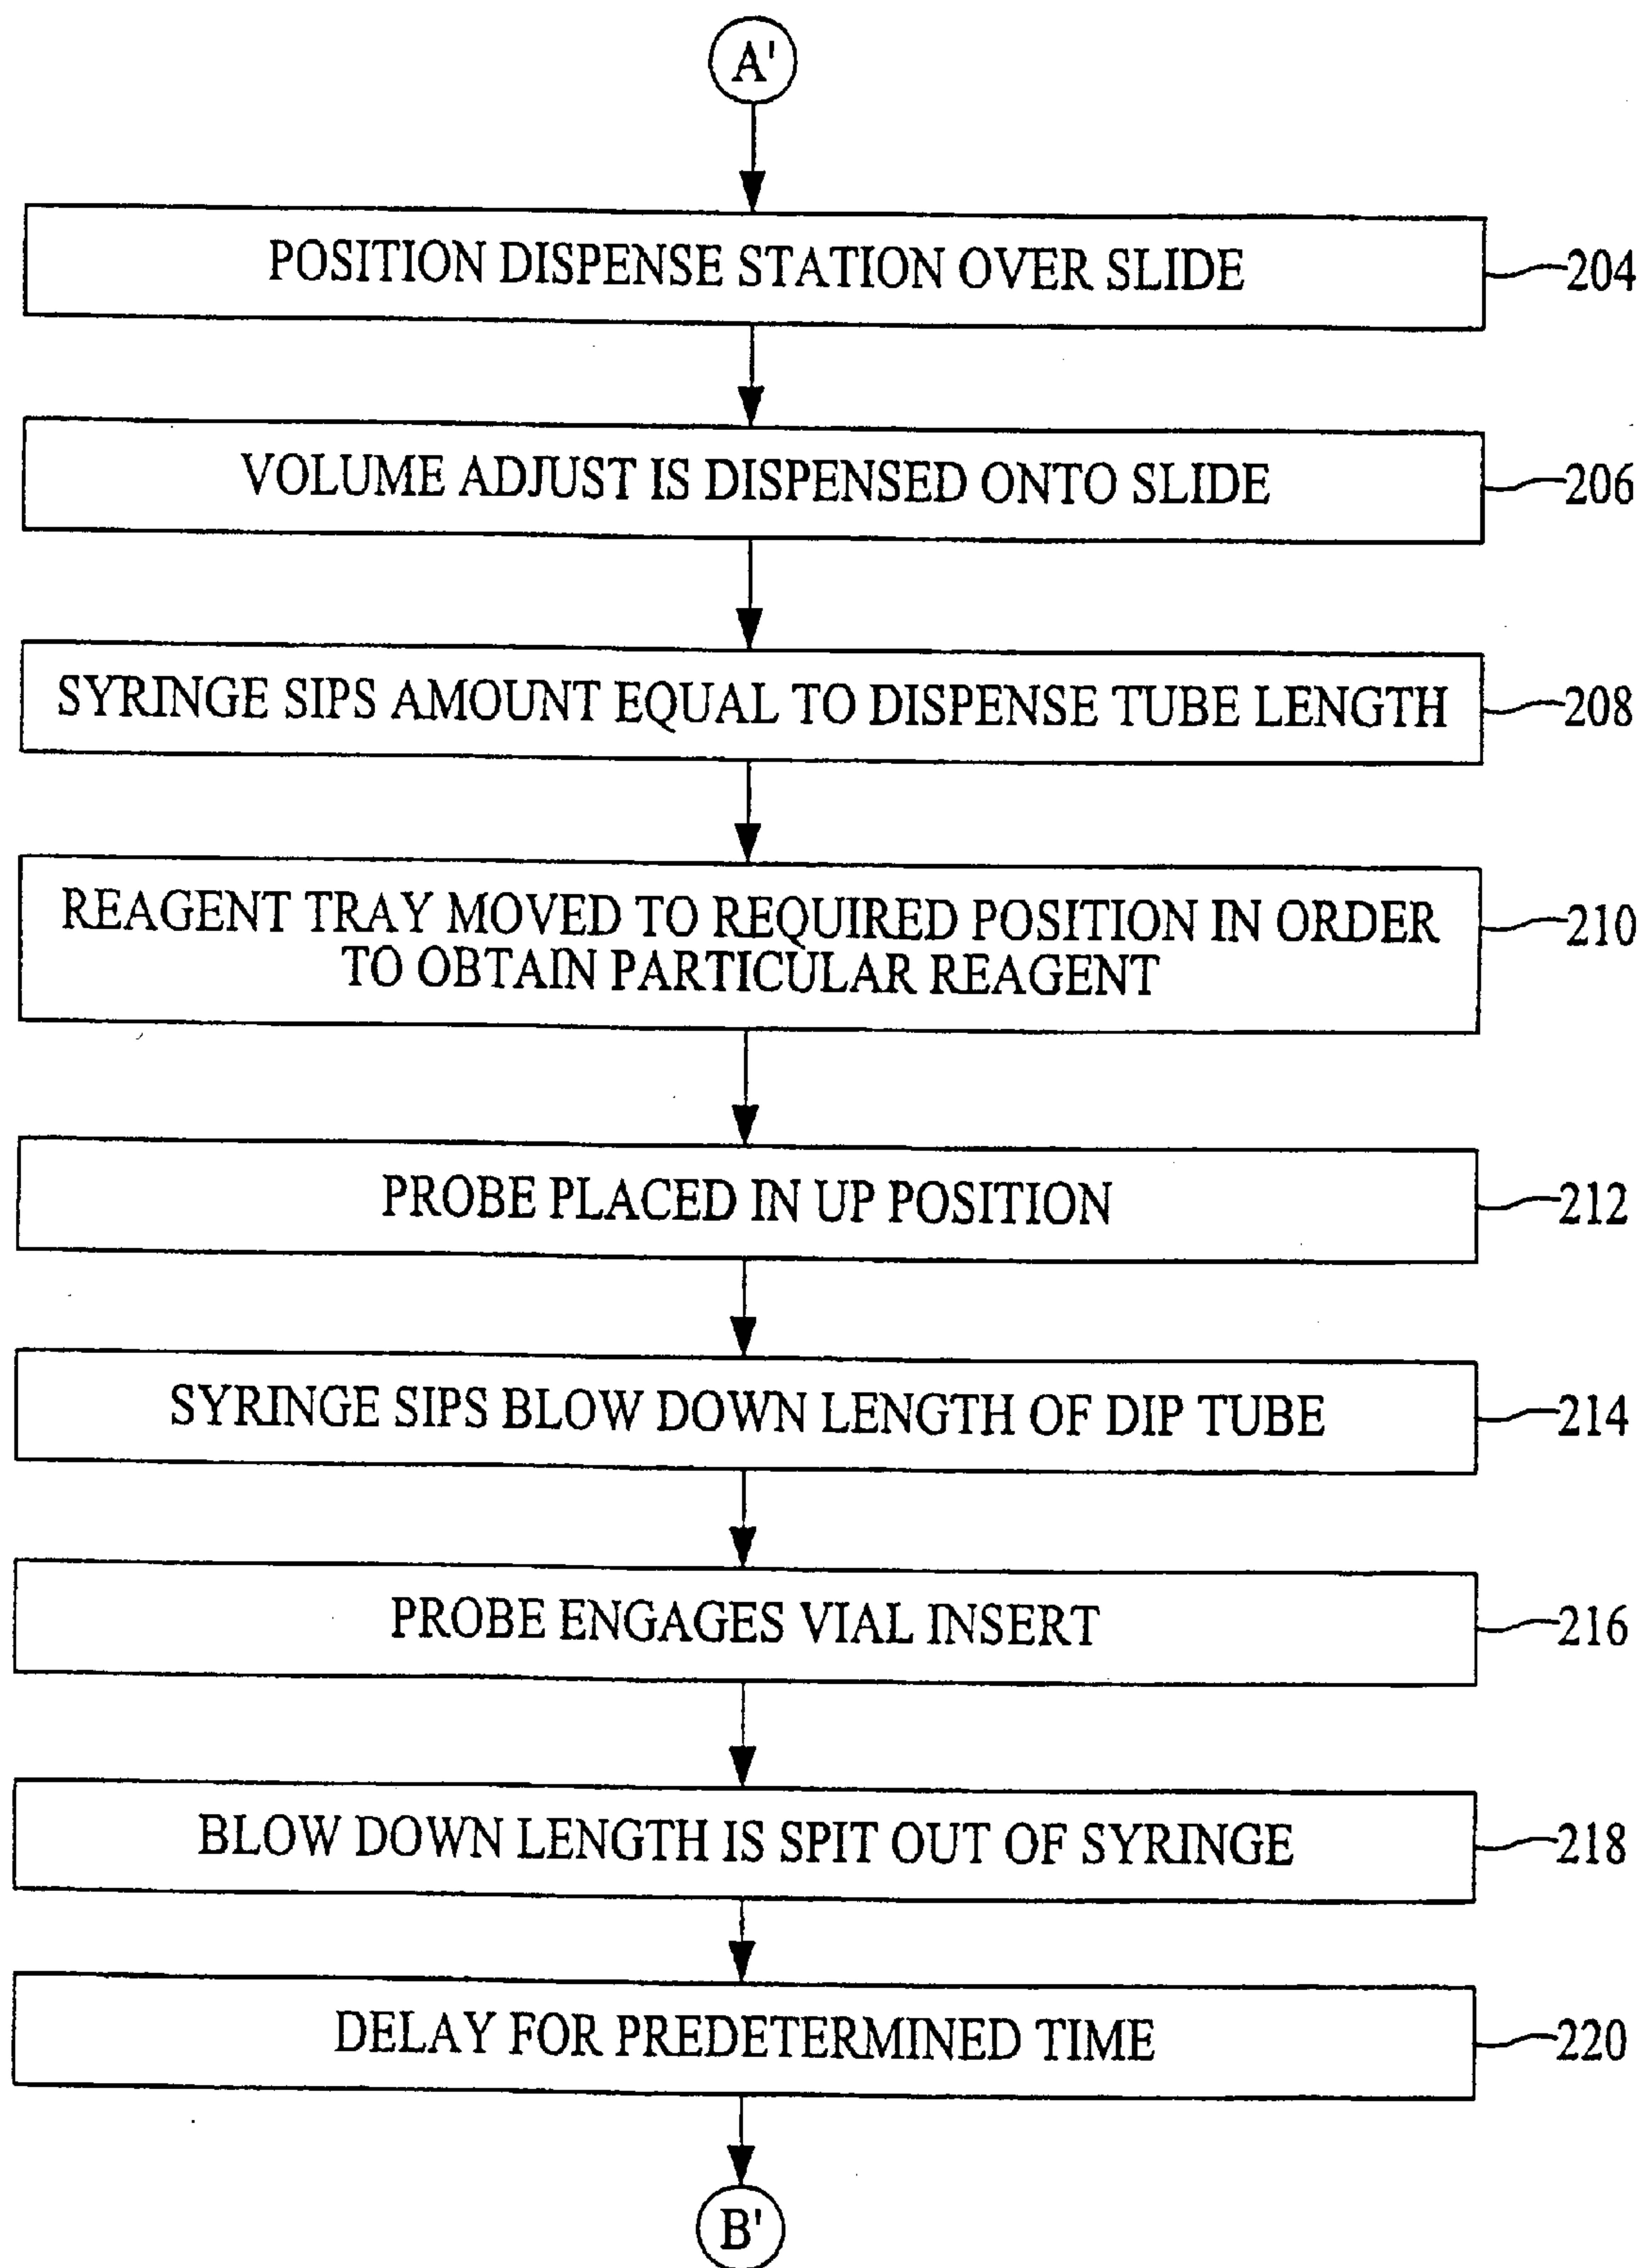 A'
POSITION DISPENSE STATION OVER SLIDE
204
VOLUME ADJUST IS DISPENSED ONTO SLIDE
206
SYRINGE SIPS AMOUNT EQUAL TO DISPENSE TUBE LENGTH
208
REAGENT TRAY MOVED TO REQUIRED POSITION IN ORDER
TO OBTAIN PARTICULAR REAGENT
210
PROBE PLACED IN UP POSITION
212
SYRINGE SIPS BLOW DOWN LENGTH OF DIP TUBE
214
PROBE ENGAGES VIAL INSERT
216
BLOW DOWN LENGTH IS SPIT OUT OF SYRINGE
218
DELAY FOR PREDETERMINED TIME
220
B'